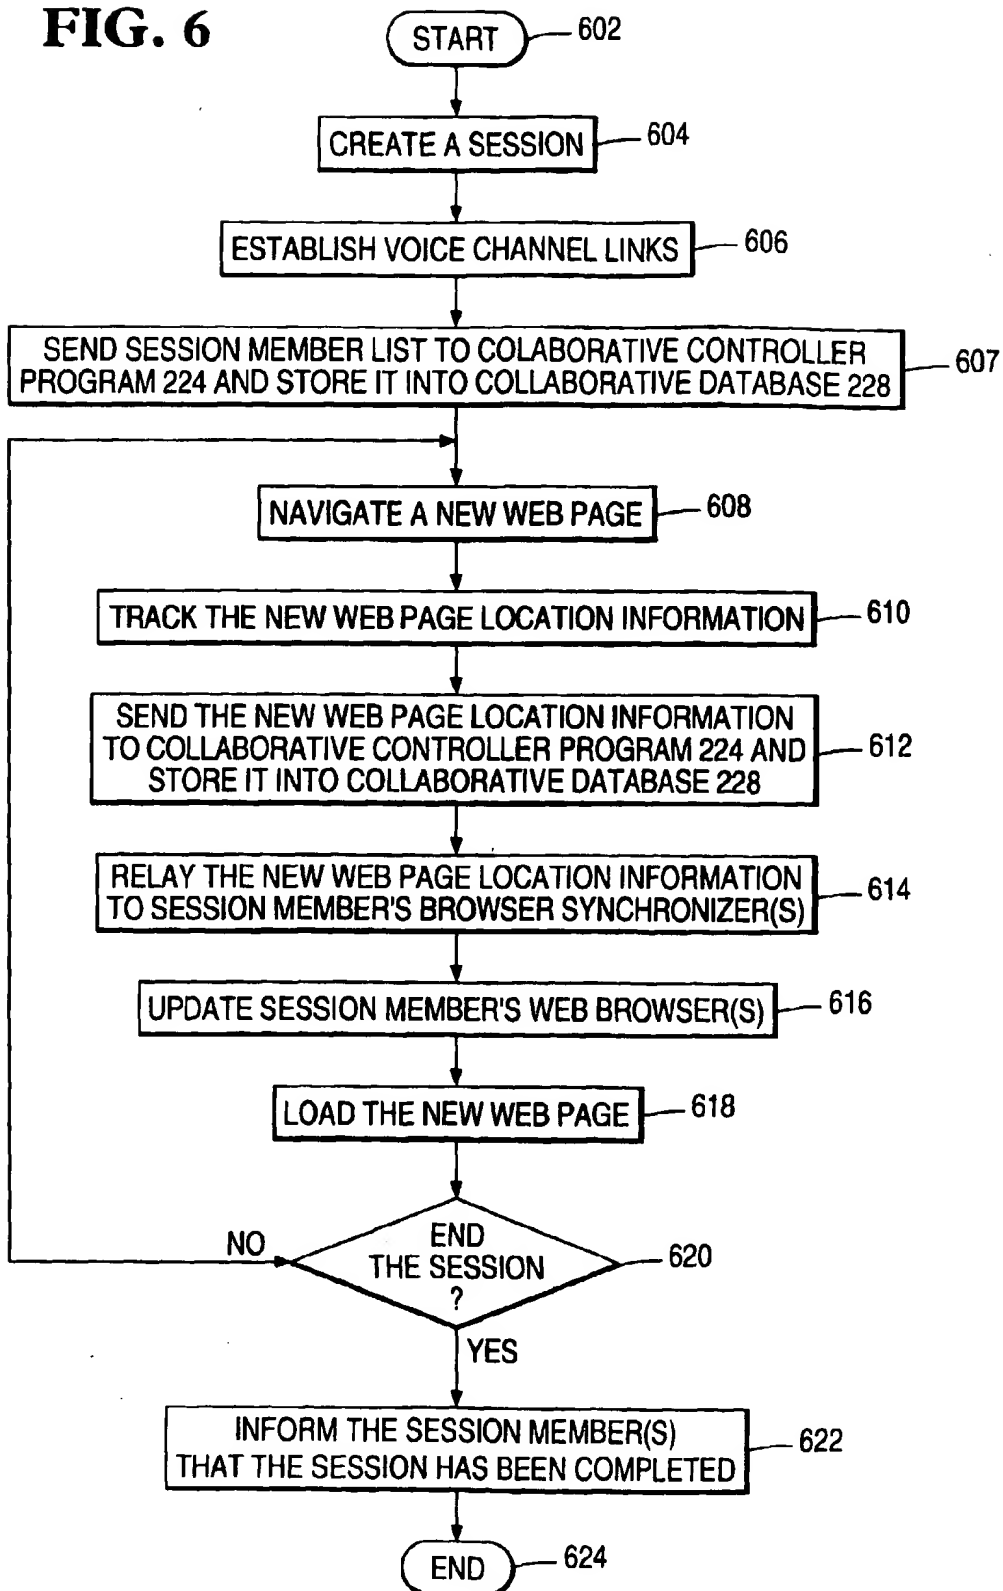 FIG. 6
START
602
CREATE A SESSION
604
ESTABLISH VOICE CHANNEL LINKS
606
SEND SESSION MEMBER LIST TO COLABORATIVE CONTROLLER
PROGRAM 224 AND STORE IT INTO COLLABORATIVE DATABASE 228
607
NAVIGATE A NEW WEB PAGE
608
TRACK THE NEW WEB PAGE LOCATION INFORMATION
610
SEND THE NEW WEB PAGE LOCATION INFORMATION
TO COLLABORATIVE CONTROLLER PROGRAM 224 AND
STORE IT INTO COLLABORATIVE DATABASE 228
612
RELAY THE NEW WEB PAGE LOCATION INFORMATION
TO SESSION MEMBER'S BROWSER SYNCHRONIZER(S)
614
UPDATE SESSION MEMBER'S WEB BROWSER(S)
616
LOAD THE NEW WEB PAGE
618
END
THE SESSION
?
620
NO
YES
INFORM THE SESSION MEMBER(S)
THAT THE SESSION HAS BEEN COMPLETED
622
END
624